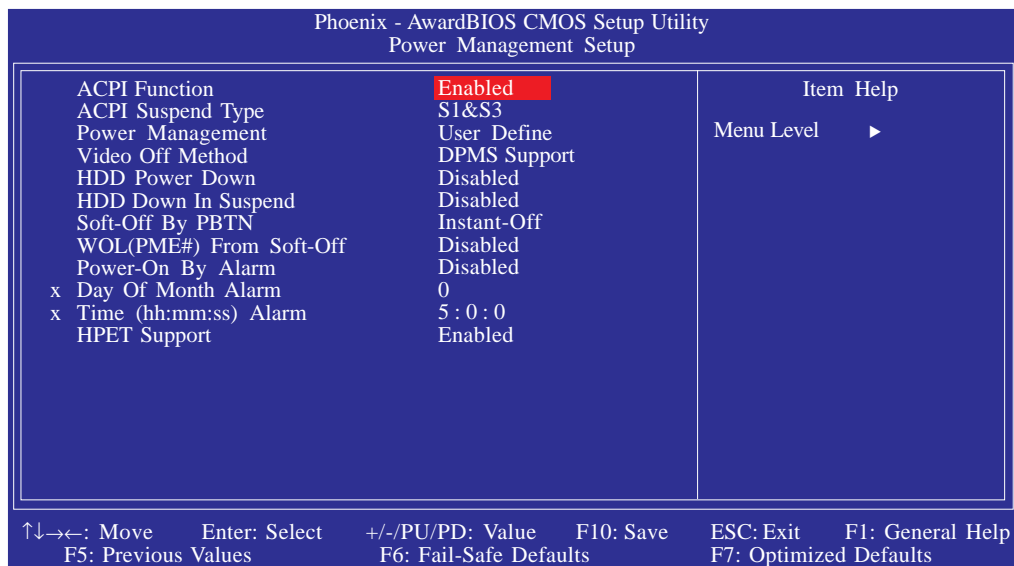 Phoenix - AwardBIOS CMOS Setup Utility
Power Management Setup
ACPI Function Enabled Item Help
ACPI Suspend Type S1&S3
Power Management User Define Menu Level ►
Video Off Method DPMS Support
HDD Power Down Disabled
HDD Down In Suspend Disabled
Soft-Off By PBTN Instant-Off
WOL(PME#) From Soft-Off Disabled
Power-On By Alarm Disabled
x Day Of Month Alarm 0
x Time (hh:mm:ss) Alarm 5 : 0 : 0
HPET Support Enabled
↑↓→←: Move Enter: Select +/-/PU/PD: Value F10: Save ESC: Exit F1: General Help
F5: Previous Values F6: Fail-Safe Defaults F7: Optimized Defaults